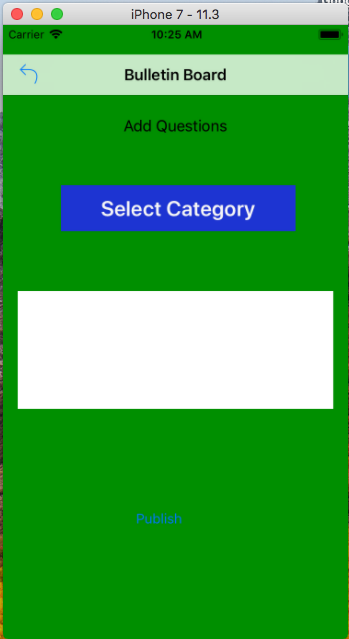 iPhone 7 - 11.3
Carrier 10:25 AM
Bulletin Board
Add Questions
Select Category
Publish